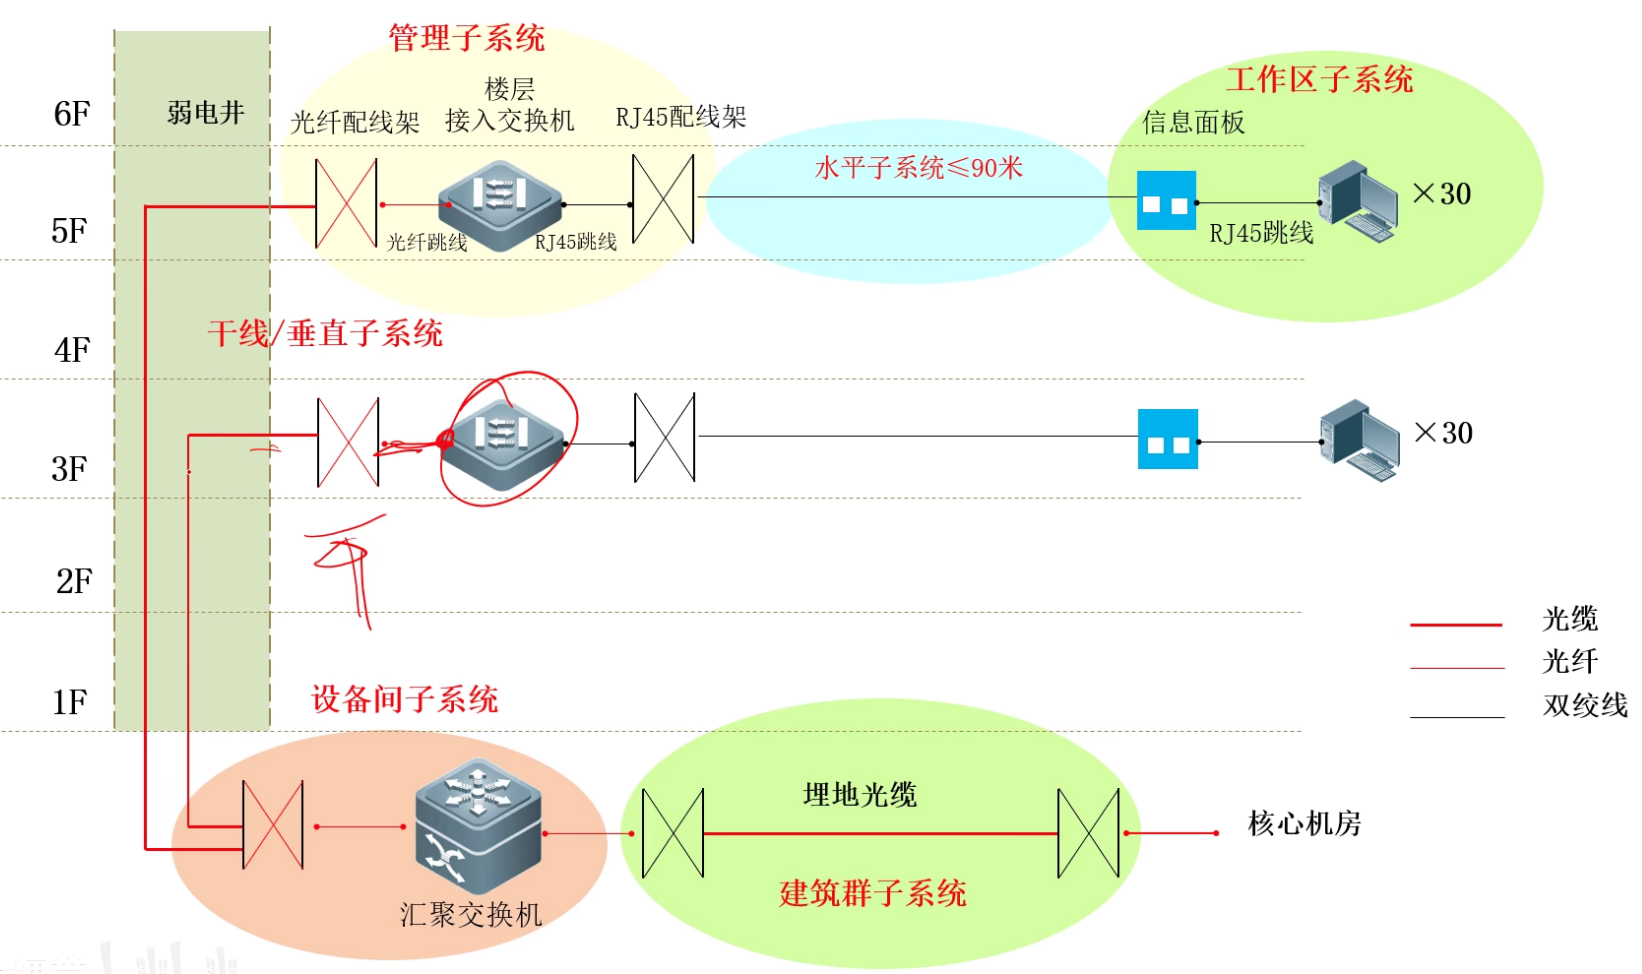 管理子系统
楼层
工作区子系统
6F
弱电井
光纤配线架
接入交换机
RJ45配线架
信息面板
水平子系统≤90米
×30
5F
光纤跳线
RJ45跳线
RJ45跳线
干线/垂直子系统
4F
×30
3F
2F
光缆
光纤
1F
设备间子系统
双绞线
埋地光缆
核心机房
建筑群子系统
汇聚交换机